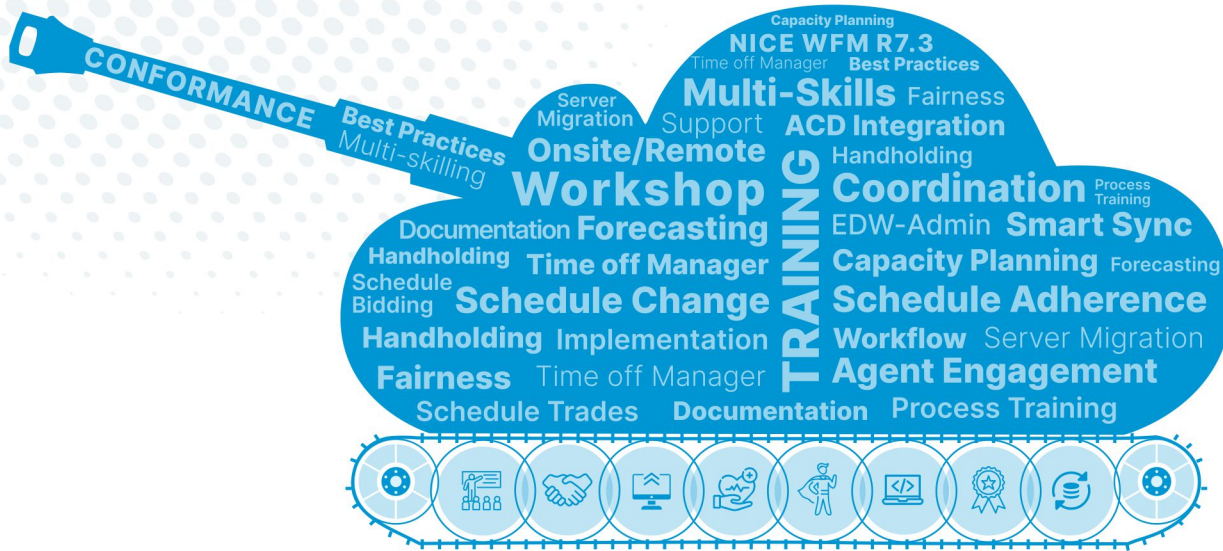 CONFORMANCE
Best Practices
Multi-skilling
Capacity Planning
NICE WFM R7.3
Time off Manager Best Practices
Multi-Skills Fairness
Server
Migration
Support ACD Integration
Onsite/Remote
Handholding
Workshop
TRAINING
Coordination
Process
Training
Documentation Forecasting
EDW-Admin Smart Sync
Handholding Time off Manager
Capacity Planning Forecasting
Schedule
Bidding
Schedule Change
Schedule Adherence
Handholding Implementation
Workflow Server Migration
Fairness Time off Manager
Agent Engagement
Schedule Trades Documentation Process Training
</>